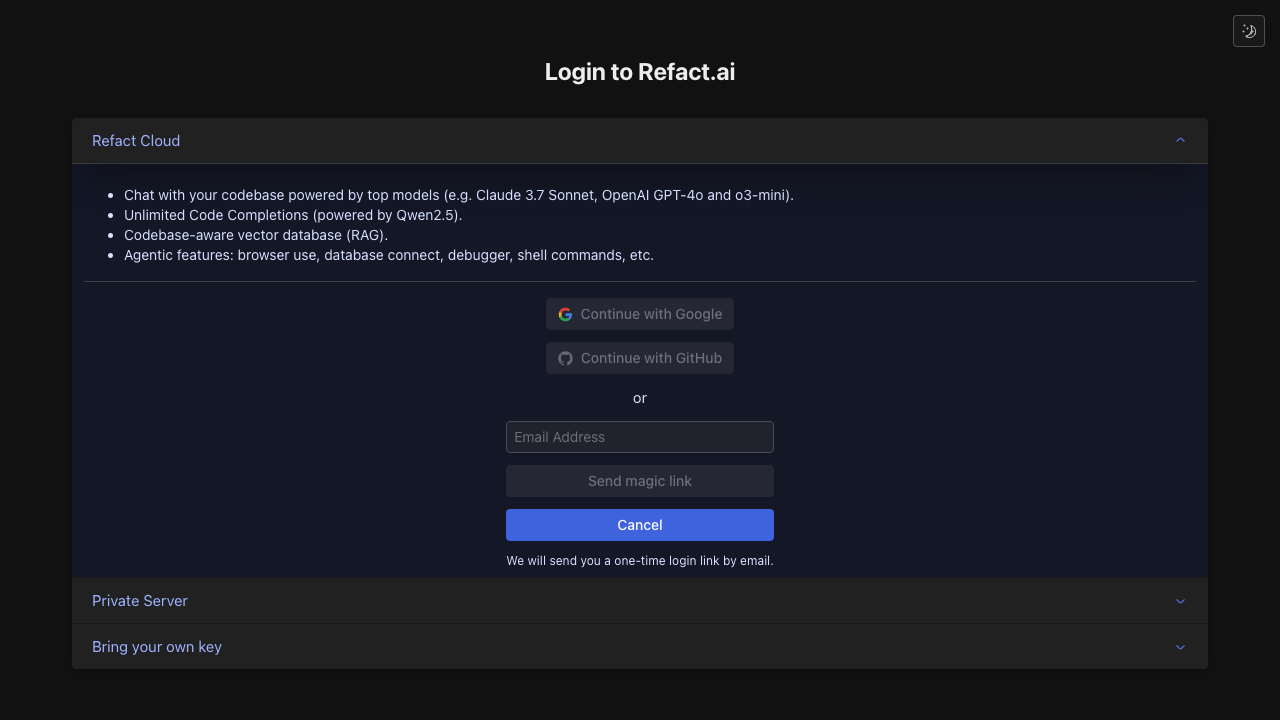 Login to Refact.ai
Refact Cloud
• Chat with your codebase powered by top models (e.g. Claude 3.7 Sonnet, OpenAI GPT-4o and o3-mini).
• Unlimited Code Completions (powered by Qwen2.5).
• Codebase-aware vector database (RAG).
• Agentic features: browser use, database connect, debugger, shell commands, etc.
Continue with Google
Continue with GitHub
or
Email Address
Send magic link
Cancel
We will send you a one-time login link by email.
Private Server
Bring your own key